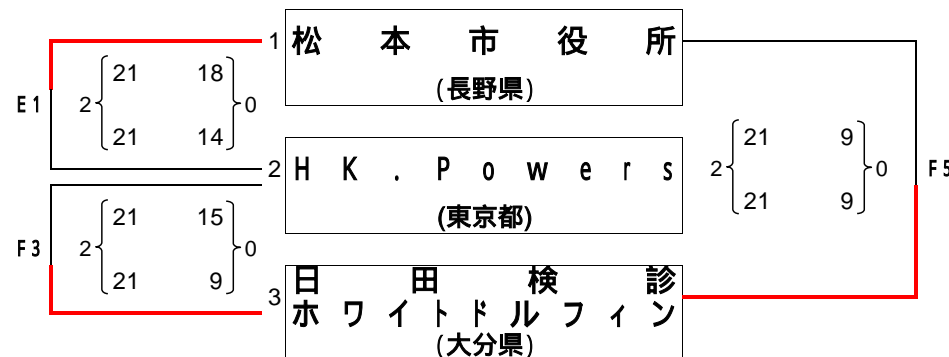 1 松本市役所
(長野県)
E1 2 21 18 0
21 14
2 HK.Powers
(東京都)
2 21 9 0 F5
21 9
F3 2 21 15 0
21 9
3 日田検診
ホワイトドルフィン
(大分県)